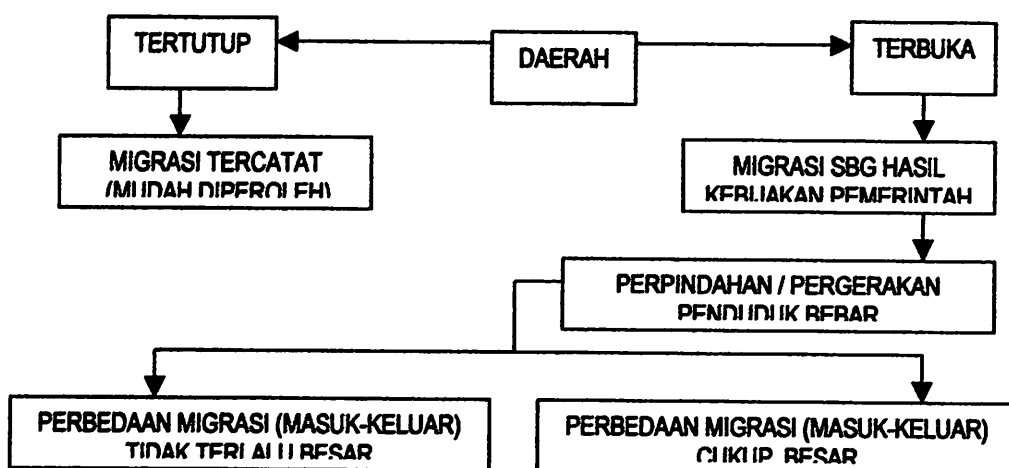 TERTUTUP
DAERAH
TERBUKA
MIGRASI TERCATAT
(MUDAH DIPEROLEH)
MIGRASI SBG HASIL
KEBIJAKAN PEMERINTAH
PERPINDAHAN / PERGERAKAN
PENDUDUK BEBAR
PERBEDAAN MIGRASI (MASUK-KELUAR)
TIDAK TERLALU BESAR
PERBEDAAN MIGRASI (MASUK-KELUAR)
CUKUP BESAR